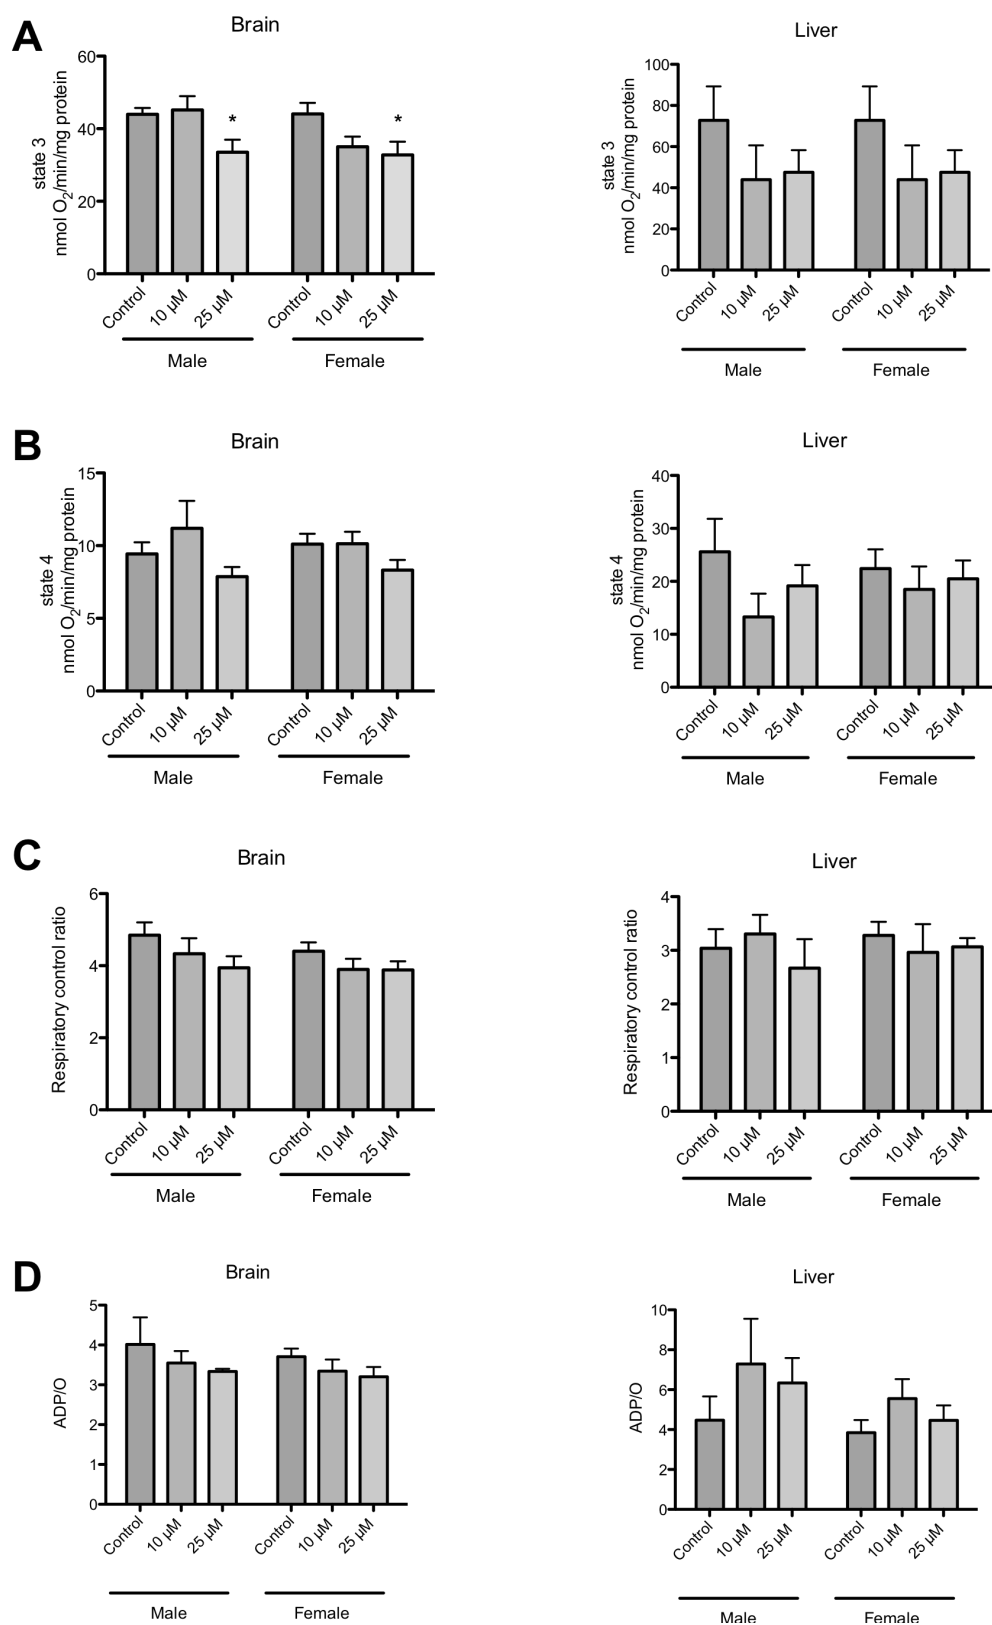 A
Brain
state 3
nmol O2/min/mg protein
60
40
20
0
*
*
Control
10 µM
25 µM
Control
10 µM
25 µM
Male
Female
Liver
state 3
nmol O2/min/mg protein
100
80
60
40
20
0
Control
10 µM
25 µM
Control
10 µM
25 µM
Male
Female
B
Brain
state 4
nmol O2/min/mg protein
15
10
5
0
Control
10 µM
25 µM
Control
10 µM
25 µM
Male
Female
Liver
state 4
nmol O2/min/mg protein
40
30
20
10
0
Control
10 µM
25 µM
Control
10 µM
25 µM
Male
Female
C
Brain
Respiratory control ratio
6
4
2
0
Control
10 µM
25 µM
Control
10 µM
25 µM
Male
Female
Liver
Respiratory control ratio
4
3
2
1
0
Control
10 µM
25 µM
Control
10 µM
25 µM
Male
Female
D
Brain
ADP/O
5
4
3
2
1
0
Control
10 µM
25 µM
Control
10 µM
25 µM
Male
Female
Liver
ADP/O
10
8
6
4
2
0
Control
10 µM
25 µM
Control
10 µM
25 µM
Male
Female